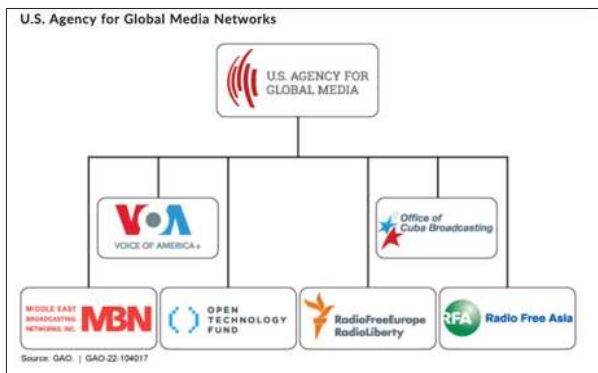 U.S. Agency for Global Media Networks
U.S. AGENCY FOR
GLOBAL MEDIA
VOA
VOICE OF AMERICA
Office of
Cuba Broadcasting
MIDDLE EAST
BROADCASTING
NETWORKS, INC.
MBN
OPEN
TECHNOLOGY
FUND
RadioFreeEurope
RadioLiberty
RFA
Radio Free Asia
Source: GAO. | GAO-22-104017